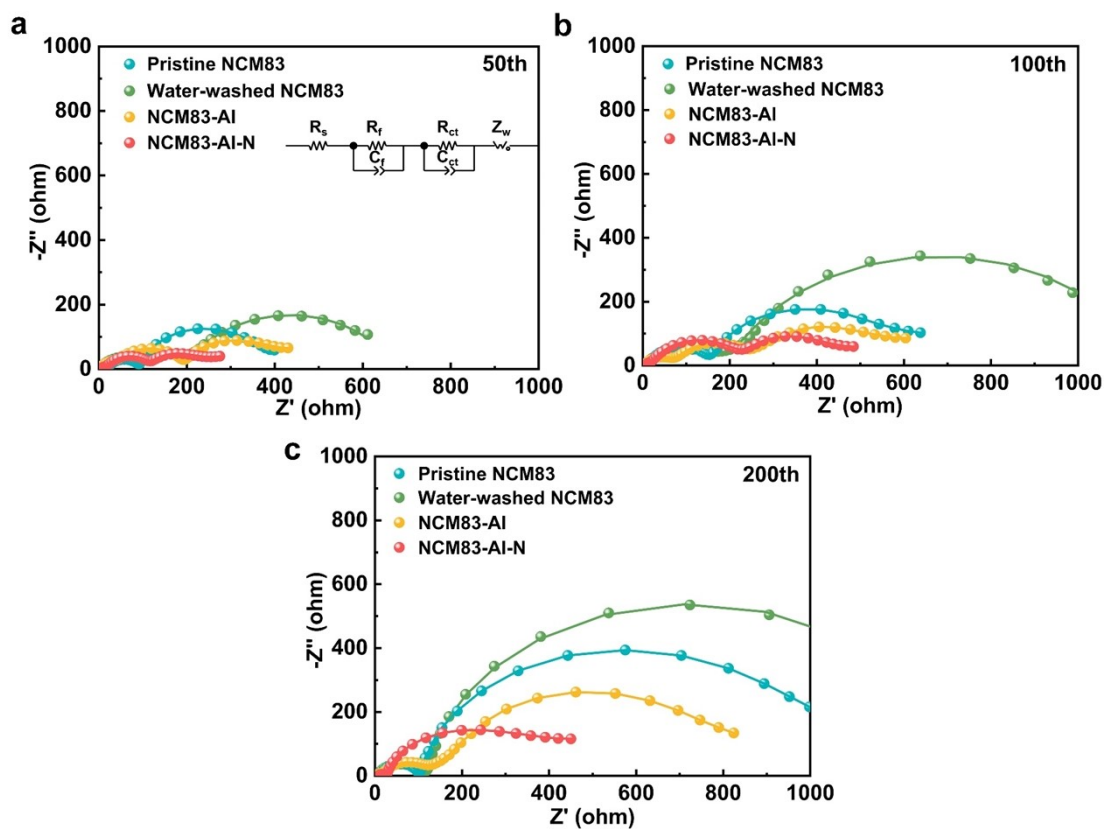 a
1000
800
600
400
200
0
0 200 400 600 800 1000
-Z'' (ohm)
Z' (ohm)
50th
Pristine NCM83
Water-washed NCM83
NCM83-Al
NCM83-Al-N
Rs Rf Rct Zw
Cf Cct
b
1000
800
600
400
200
0
0 200 400 600 800 1000
-Z'' (ohm)
Z' (ohm)
100th
Pristine NCM83
Water-washed NCM83
NCM83-Al
NCM83-Al-N
c
1000
800
600
400
200
0
0 200 400 600 800 1000
-Z'' (ohm)
Z' (ohm)
200th
Pristine NCM83
Water-washed NCM83
NCM83-Al
NCM83-Al-N